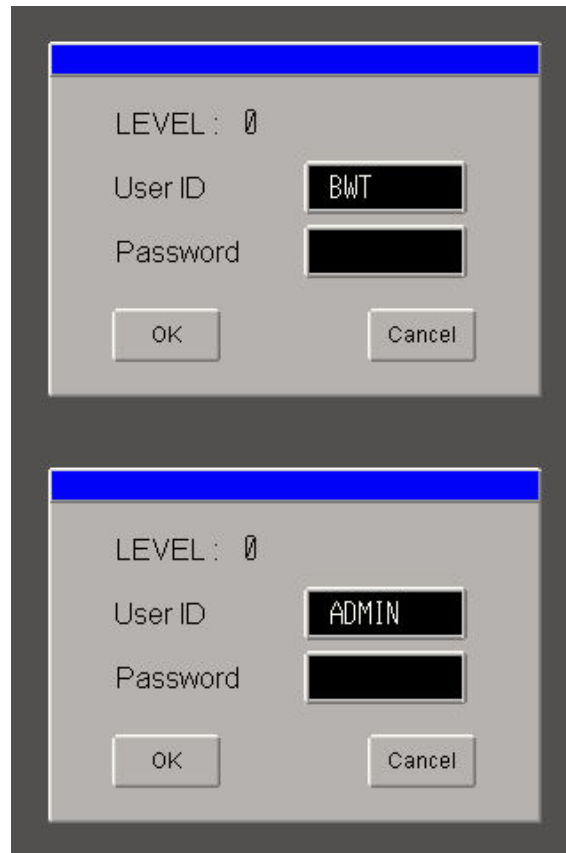 LEVEL : 0
User ID BWT
Password
OK Cancel
LEVEL : 0
User ID ADMIN
Password
OK Cancel